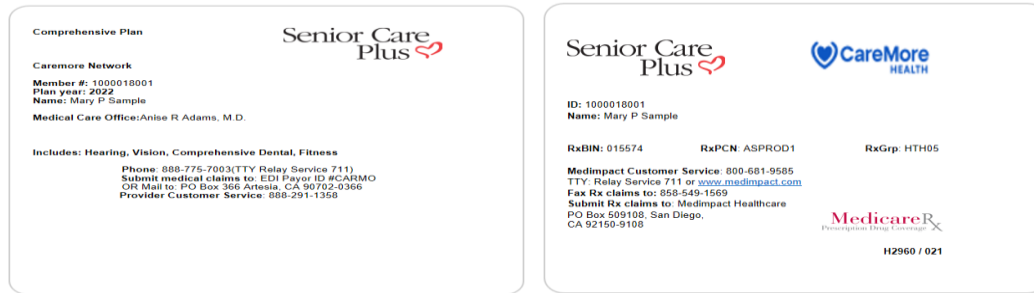 Comprehensive Plan
Senior Care
Plus
Caremore Network
Member #: 1000018001
Plan year: 2022
Name: Mary P Sample
Medical Care Office:Anise R Adams, M.D.
Includes: Hearing, Vision, Comprehensive Dental, Fitness
Phone: 888-775-7003(TTY Relay Service 711)
Submit medical claims to: EDI Payor ID #CARMO
OR Mail to: PO Box 366 Artesia, CA 90702-0366
Provider Customer Service: 888-291-1358
Senior Care
Plus
CareMore
HEALTH
ID: 1000018001
Name: Mary P Sample
RxBIN: 015574 RxPCN: ASPROD1 RxGrp: HTH05
Medimpact Customer Service: 800-681-9585
TTY: Relay Service 711 or www.medimpact.com
Fax Rx claims to: 858-549-1569
Submit Rx claims to: Medimpact Healthcare
PO Box 509108, San Diego,
CA 92150-9108
MedicareRx
Prescription Drug Coverage
H2960 / 021